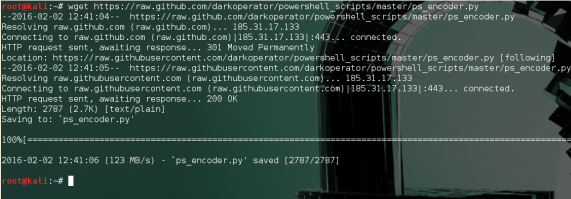 root@kali:~# wget https://raw.github.com/darkoperator/powershell_scripts/master/ps_encoder.py
--2016-02-02 12:41:04--  https://raw.github.com/darkoperator/powershell_scripts/master/ps_encoder.py
Resolving raw.github.com (raw.github.com)... 185.31.17.133
Connecting to raw.github.com (raw.github.com)|185.31.17.133|:443... connected.
HTTP request sent, awaiting response... 301 Moved Permanently
Location: https://raw.githubusercontent.com/darkoperator/powershell_scripts/master/ps_encoder.py [following]
--2016-02-02 12:41:05--  https://raw.githubusercontent.com/darkoperator/powershell_scripts/master/ps_encoder.py
Resolving raw.githubusercontent.com (raw.githubusercontent.com)... 185.31.17.133
Connecting to raw.githubusercontent.com (raw.githubusercontent.com)|185.31.17.133|:443... connected.
HTTP request sent, awaiting response... 200 OK
Length: 2787 (2.7K) [text/plain]
Saving to: `ps_encoder.py'
100%[=====================================================================================
2016-02-02 12:41:06 (123 MB/s) - `ps_encoder.py' saved [2787/2787]
root@kali:~#